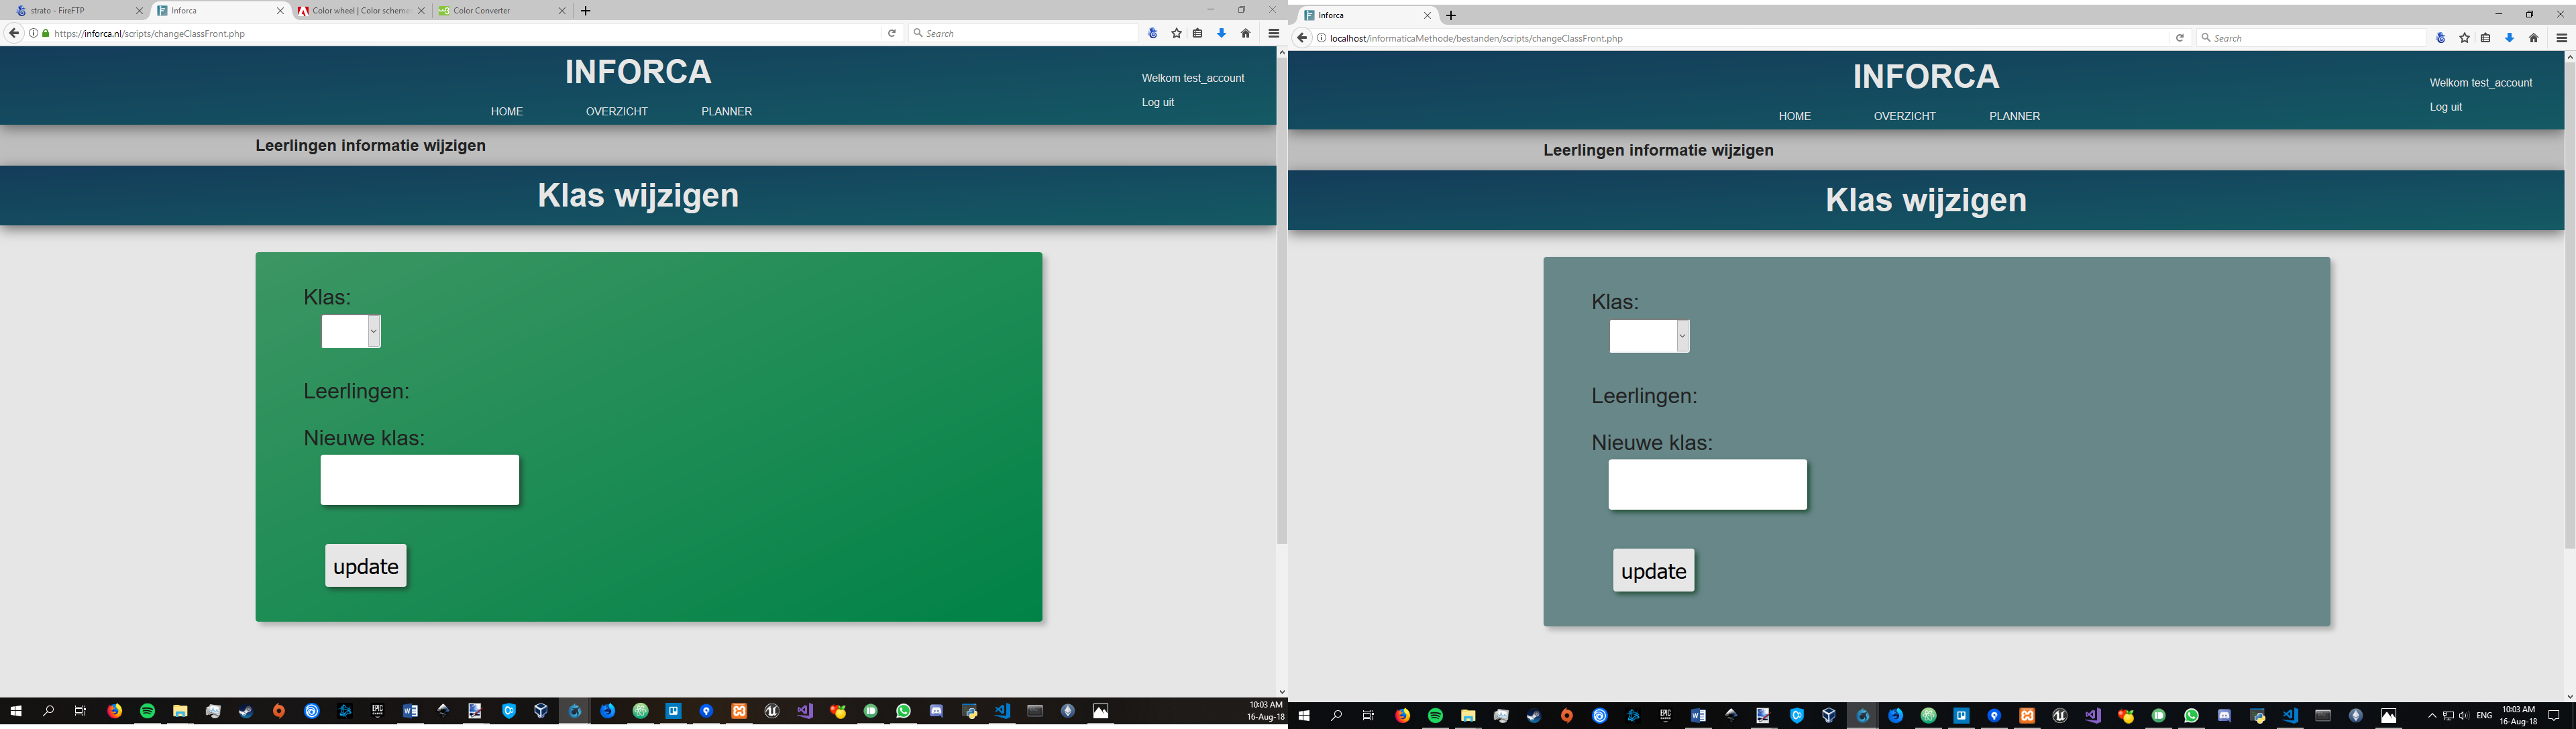 strato - FireFTP
Inforca
Color wheel | Color scheme
Color Converter
https://inforca.nl/scripts/changeClassFront.php
Search
INFORCA
Welkom test_account
Log uit
HOME
OVERZICHT
PLANNER
Leerlingen informatie wijzigen
Klas wijzigen
Klas:
Leerlingen:
Nieuwe klas:
update
10:03 AM
16-Aug-18
Inforca
localhost/informaticaMethode/bestanden/scripts/changeClassFront.php
Search
INFORCA
Welkom test_account
Log uit
HOME
OVERZICHT
PLANNER
Leerlingen informatie wijzigen
Klas wijzigen
Klas:
Leerlingen:
Nieuwe klas:
update
ENG
10:03 AM
16-Aug-18